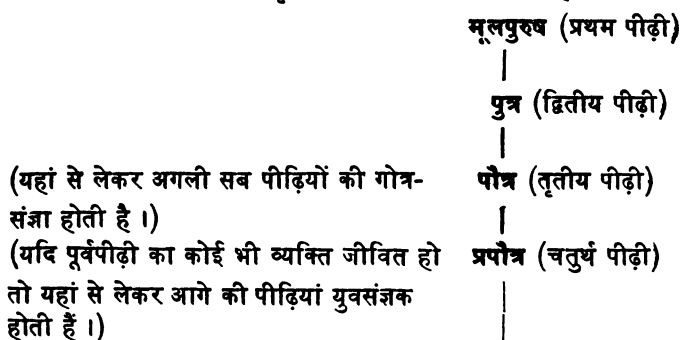 मूलपुरुष (प्रथम पीढ़ी)
पुत्र (द्वितीय पीढ़ी)
(यहां से लेकर अगली सब पीढ़ियों की गोत्र- पौत्र (तृतीय पीढ़ी)
संज्ञा होती है ।)
(यदि पूर्वपीढ़ी का कोई भी व्यक्ति जीवित हो प्रपौत्र (चतुर्थ पीढ़ी)
तो यहां से लेकर आगे की पीढ़ियां युवसंज्ञक
होती हैं ।)